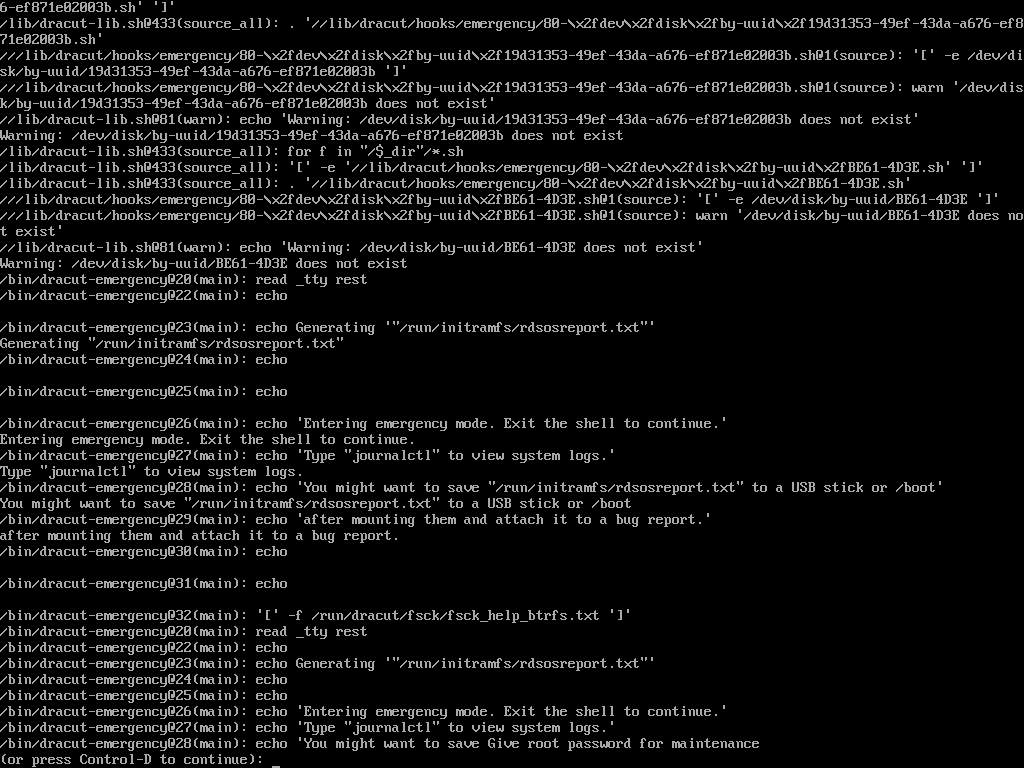 6-ef871e02003b.sh' ']'
/lib/dracut-lib.sh@433(source_all): . '//lib/dracut/hooks/emergency/80-\x2fdev\x2fdisk\x2fby-uuid\x2f19d31353-49ef-43da-a676-ef8
71e02003b.sh'
///lib/dracut/hooks/emergency/80-\x2fdev\x2fdisk\x2fby-uuid\x2f19d31353-49ef-43da-a676-ef871e02003b.sh@1(source): '[' -e /dev/di
sk/by-uuid/19d31353-49ef-43da-a676-ef871e02003b ']'
///lib/dracut/hooks/emergency/80-\x2fdev\x2fdisk\x2fby-uuid\x2f19d31353-49ef-43da-a676-ef871e02003b.sh@1(source): warn '/dev/dis
k/by-uuid/19d31353-49ef-43da-a676-ef871e02003b does not exist'
//lib/dracut-lib.sh@81(warn): echo 'Warning: /dev/disk/by-uuid/19d31353-49ef-43da-a676-ef871e02003b does not exist'
Warning: /dev/disk/by-uuid/19d31353-49ef-43da-a676-ef871e02003b does not exist
/lib/dracut-lib.sh@433(source_all): for f in "/$_dir"/*.sh
/lib/dracut-lib.sh@433(source_all): '[' -e '//lib/dracut/hooks/emergency/80-\x2fdev\x2fdisk\x2fby-uuid\x2fBE61-4D3E.sh' ']'
/lib/dracut-lib.sh@433(source_all): . '//lib/dracut/hooks/emergency/80-\x2fdev\x2fdisk\x2fby-uuid\x2fBE61-4D3E.sh'
///lib/dracut/hooks/emergency/80-\x2fdev\x2fdisk\x2fby-uuid\x2fBE61-4D3E.sh@1(source): '[' -e /dev/disk/by-uuid/BE61-4D3E ']'
///lib/dracut/hooks/emergency/80-\x2fdev\x2fdisk\x2fby-uuid\x2fBE61-4D3E.sh@1(source): warn '/dev/disk/by-uuid/BE61-4D3E does no
t exist'
//lib/dracut-lib.sh@81(warn): echo 'Warning: /dev/disk/by-uuid/BE61-4D3E does not exist'
Warning: /dev/disk/by-uuid/BE61-4D3E does not exist
/bin/dracut-emergency@20(main): read _tty rest
/bin/dracut-emergency@22(main): echo
/bin/dracut-emergency@23(main): echo Generating '"/run/initramfs/rdsosreport.txt"'
Generating "/run/initramfs/rdsosreport.txt"
/bin/dracut-emergency@24(main): echo
/bin/dracut-emergency@25(main): echo
/bin/dracut-emergency@26(main): echo 'Entering emergency mode. Exit the shell to continue.'
Entering emergency mode. Exit the shell to continue.
/bin/dracut-emergency@27(main): echo 'Type "journalctl" to view system logs.'
Type "journalctl" to view system logs.
/bin/dracut-emergency@28(main): echo 'You might want to save "/run/initramfs/rdsosreport.txt" to a USB stick or /boot'
You might want to save "/run/initramfs/rdsosreport.txt" to a USB stick or /boot
/bin/dracut-emergency@29(main): echo 'after mounting them and attach it to a bug report.'
after mounting them and attach it to a bug report.
/bin/dracut-emergency@30(main): echo
/bin/dracut-emergency@31(main): echo
/bin/dracut-emergency@32(main): '[' -f /run/dracut/fsck/fsck_help_btrfs.txt ']'
/bin/dracut-emergency@20(main): read _tty rest
/bin/dracut-emergency@22(main): echo
/bin/dracut-emergency@23(main): echo Generating '"/run/initramfs/rdsosreport.txt"'
/bin/dracut-emergency@24(main): echo
/bin/dracut-emergency@25(main): echo
/bin/dracut-emergency@26(main): echo 'Entering emergency mode. Exit the shell to continue.'
/bin/dracut-emergency@27(main): echo 'Type "journalctl" to view system logs.'
/bin/dracut-emergency@28(main): echo 'You might want to save Give root password for maintenance
(or press Control-D to continue): _